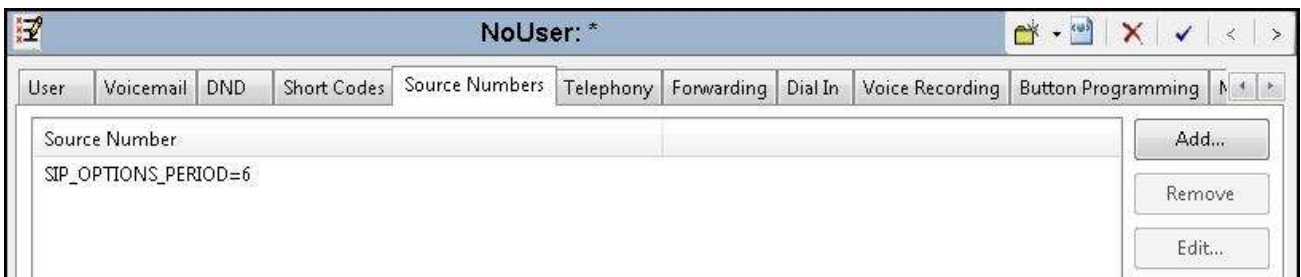 NoUser: *
User Voicemail DND Short Codes Source Numbers Telephony Forwarding Dial In Voice Recording Button Programming
Source Number
Add...
SIP_OPTIONS_PERIOD=6
Remove
Edit...